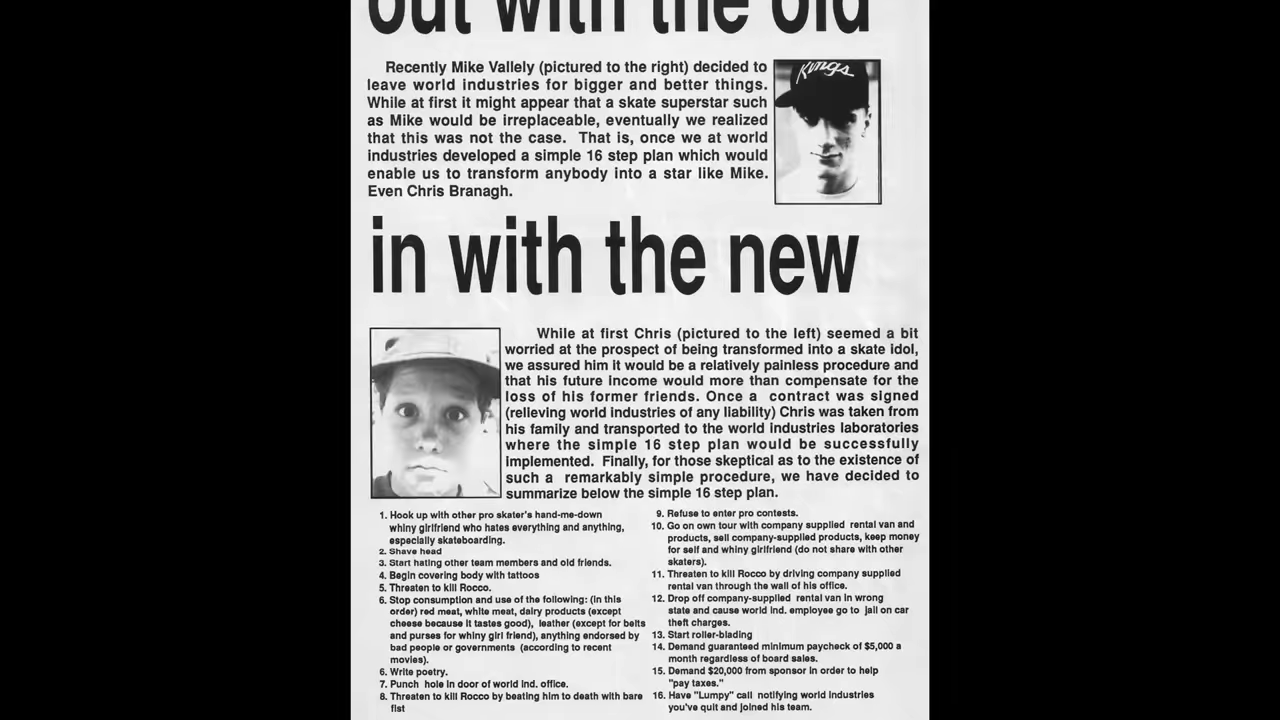 out with the old
Recently Mike Vallely (pictured to the right) decided to
leave world industries for bigger and better things.
While at first it might appear that a skate superstar such
as Mike would be irreplaceable, eventually we realized
that this was not the case. That is, once we at world
industries developed a simple 16 step plan which would
enable us to transform anybody into a star like Mike.
Even Chris Branagh.
Kings
in with the new
While at first Chris (pictured to the left) seemed a bit
worried at the prospect of being transformed into a skate idol,
we assured him it would be a relatively painless procedure and
that his future income would more than compensate for the
loss of his former friends. Once a contract was signed
(relieving world industries of any liability) Chris was taken from
his family and transported to the world industries laboratories
where the simple 16 step plan would be successfully
implemented. Finally, for those skeptical as to the existence of
such a remarkably simple procedure, we have decided to
summarize below the simple 16 step plan.
1. Hook up with other pro skater's hand-me-down
whiny girlfriend who hates everything and anything,
especially skateboarding.
2. Shave head
3. Start hating other team members and old friends.
4. Begin covering body with tattoos
5. Threaten to kill Rocco.
6. Stop consumption and use of the following: (in this
order) red meat, white meat, dairy products (except
cheese because it tastes good), leather (except for belts
and purses for whiny girl friend), anything endorsed by
bad people or governments (according to recent
movies).
6. Write poetry.
7. Punch hole in door of world ind. office.
8. Threaten to kill Rocco by beating him to death with bare
fist
9. Refuse to enter pro contests.
10. Go on own tour with company supplied rental van and
products, sell company-supplied products, keep money
for self and whiny girlfriend (do not share with other
skaters).
11. Threaten to kill Rocco by driving company supplied
rental van through the wall of his office.
12. Drop off company-supplied rental van in wrong
state and cause world ind. employee go to jail on car
theft charges.
13. Start roller-blading
14. Demand guaranteed minimum paycheck of $5,000 a
month regardless of board sales.
15. Demand $20,000 from sponsor in order to help
"pay taxes."
16. Have "Lumpy" call notifying world industries
you've quit and joined his team.